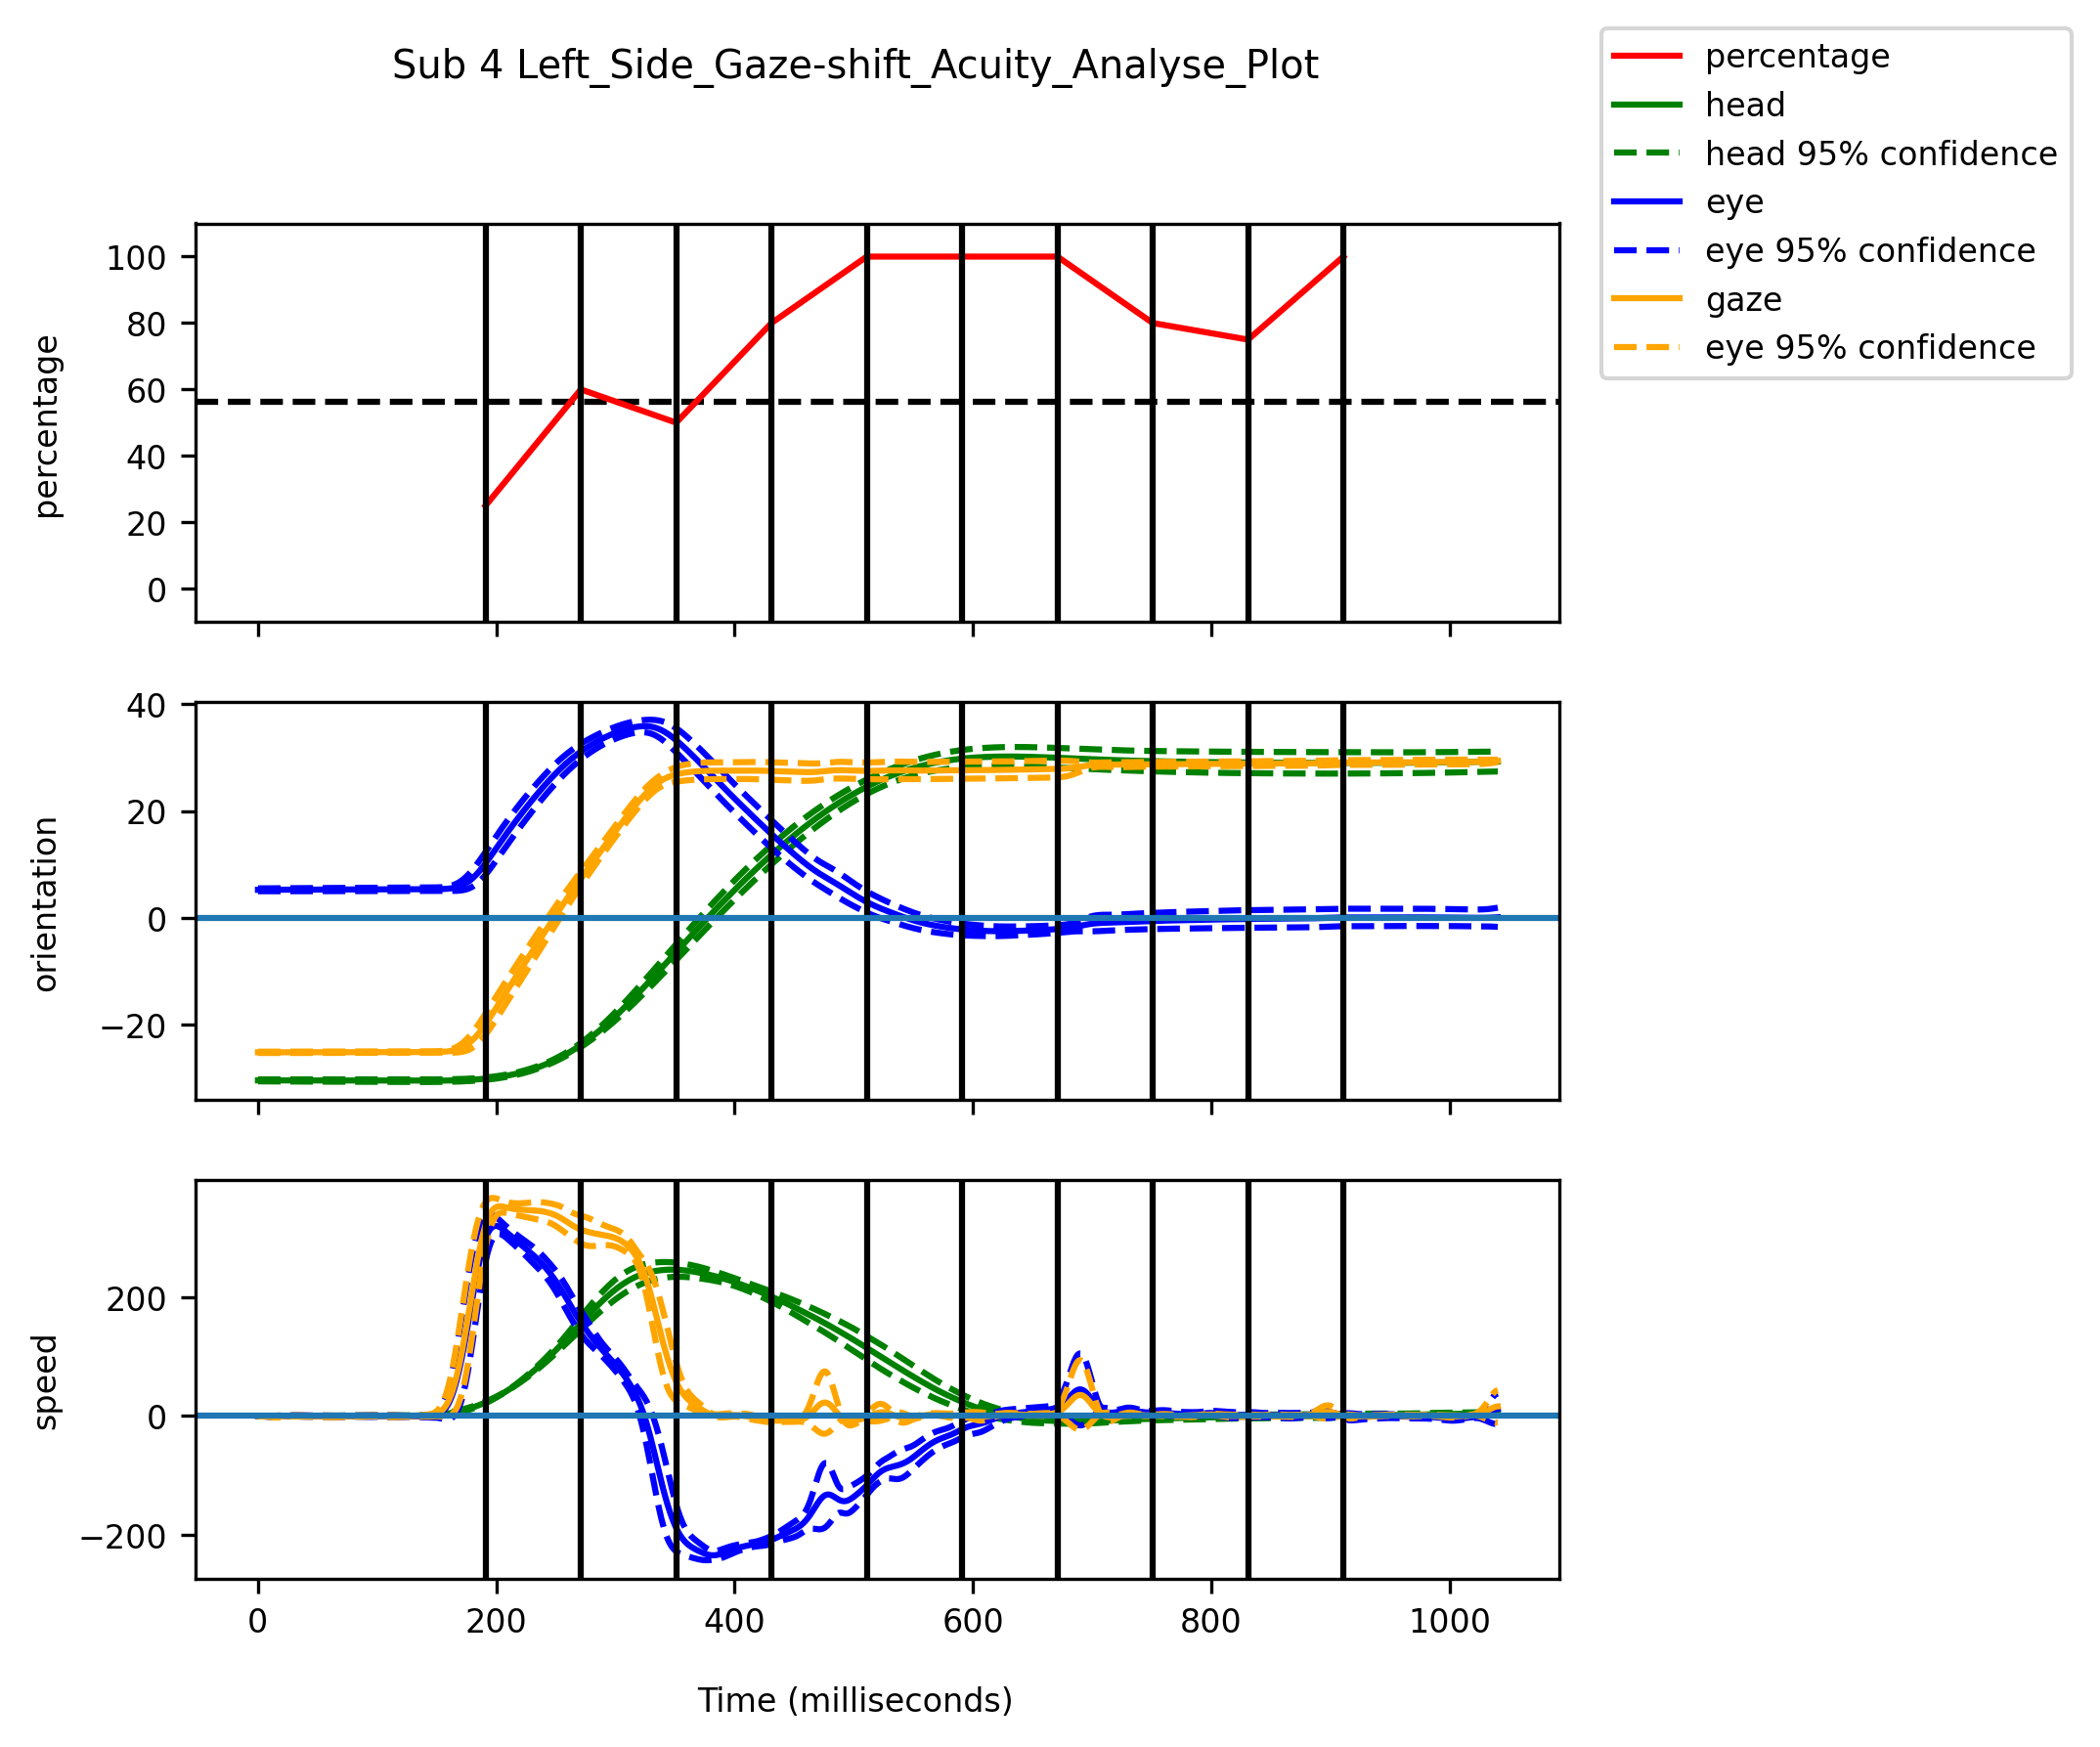 Sub 4 Left_Side_Gaze-shift_Acuity_Analyse_Plot
percentage
head
head 95% confidence
eye
eye 95% confidence
gaze
eye 95% confidence
100
80
60
40
20
0
percentage
40
20
0
−20
orientation
200
0
−200
speed
0 200 400 600 800 1000
Time (milliseconds)